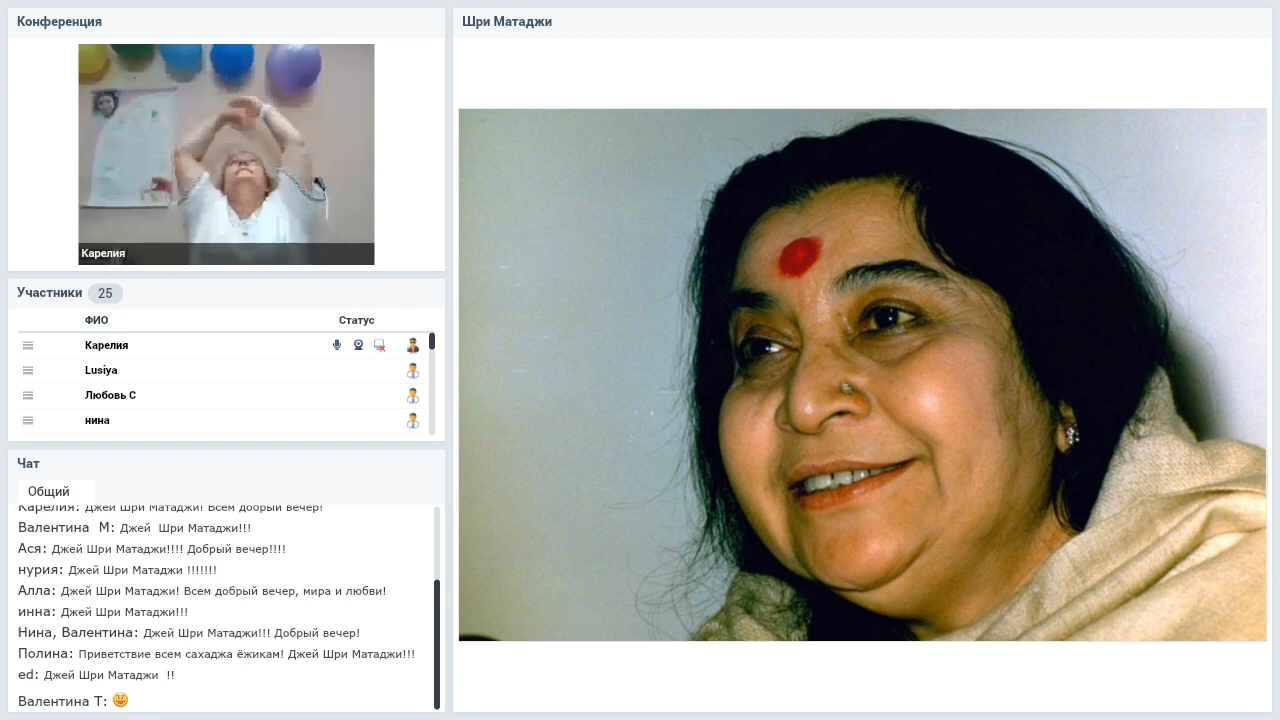 Конференция
Карелия
Участники 25
ФИО Статус
Карелия
Lusiya
Любовь С
нина
Чат
Общий
Карелия: Джей Шри Матаджи! Всем добрый вечер!
Валентина М: Джей Шри Матаджи!!!
Ася: Джей Шри Матаджи!!!! Добрый вечер!!!!
нурия: Джей Шри Матаджи !!!!!!!
Алла: Джей Шри Матаджи! Всем добрый вечер, мира и любви!
инна: Джей Шри Матаджи!!!
Нина, Валентина: Джей Шри Матаджи!!! Добрый вечер!
Полина: Приветствие всем сахаджа ёжикам! Джей Шри Матаджи!!!
ed: Джей Шри Матаджи !!
Валентина Т:
Шри Матаджи